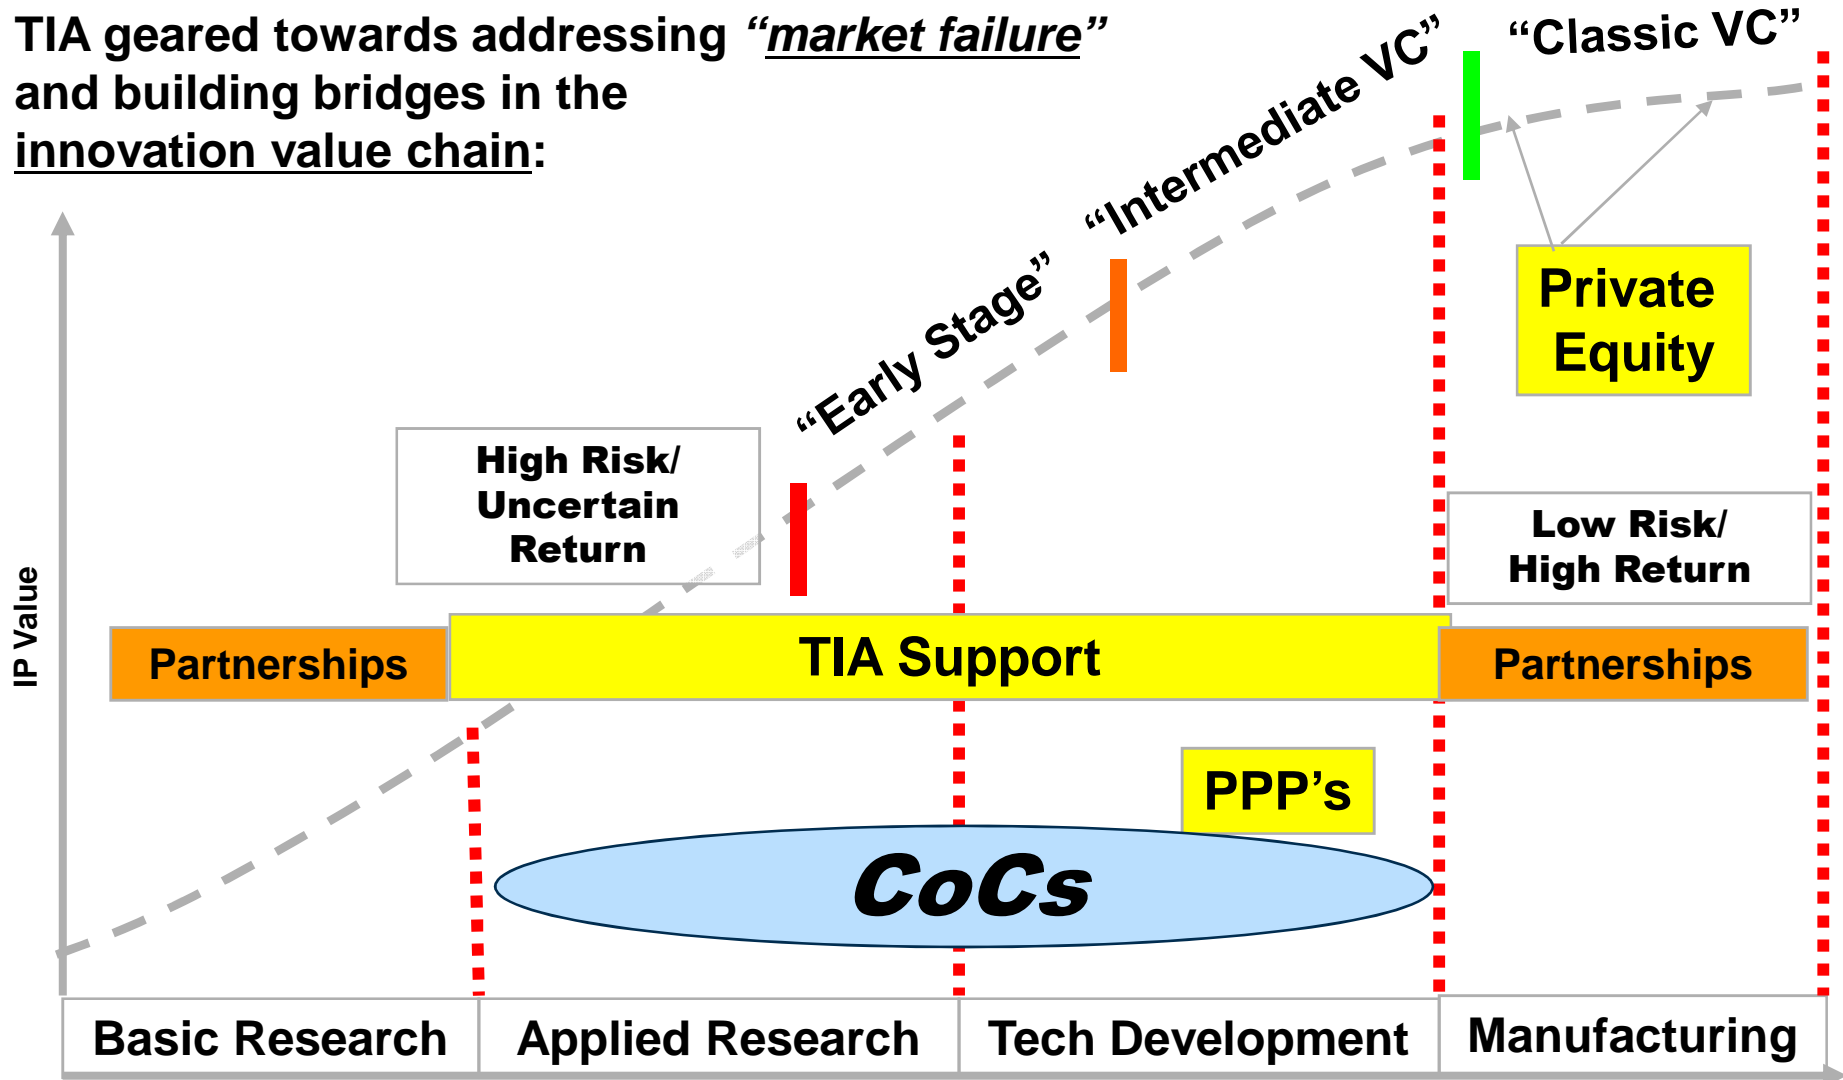 TIA geared towards addressing “market failure”
and building bridges in the
innovation value chain:
“Early Stage”
“Intermediate VC”
“Classic VC”
Private
Equity
High Risk/
Uncertain
Return
Low Risk/
High Return
IP Value
Partnerships
TIA Support
Partnerships
PPP’s
CoCs
Basic Research
Applied Research
Tech Development
Manufacturing